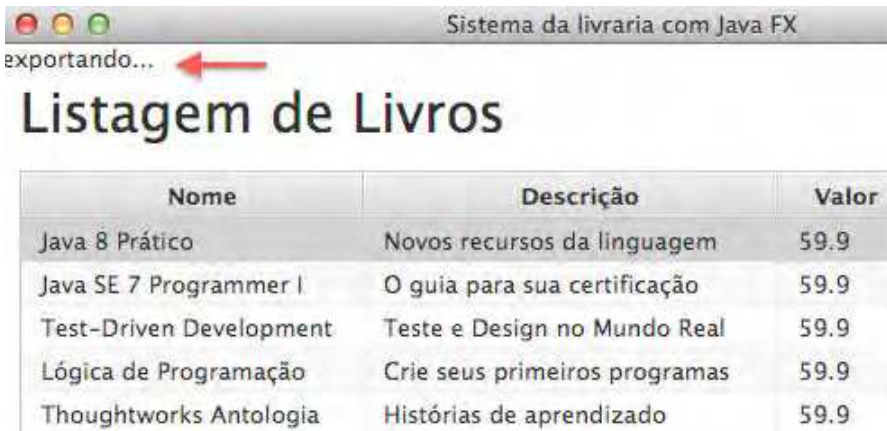 Sistema da livraria com Java FX
exportando...
Listagem de Livros
Nome Descrição Valor
Java 8 Prático Novos recursos da linguagem 59.9
Java SE 7 Programmer I O guia para sua certificação 59.9
Test-Driven Development Teste e Design no Mundo Real 59.9
Lógica de Programação Crie seus primeiros programas 59.9
Thoughtworks Antologia Histórias de aprendizado 59.9